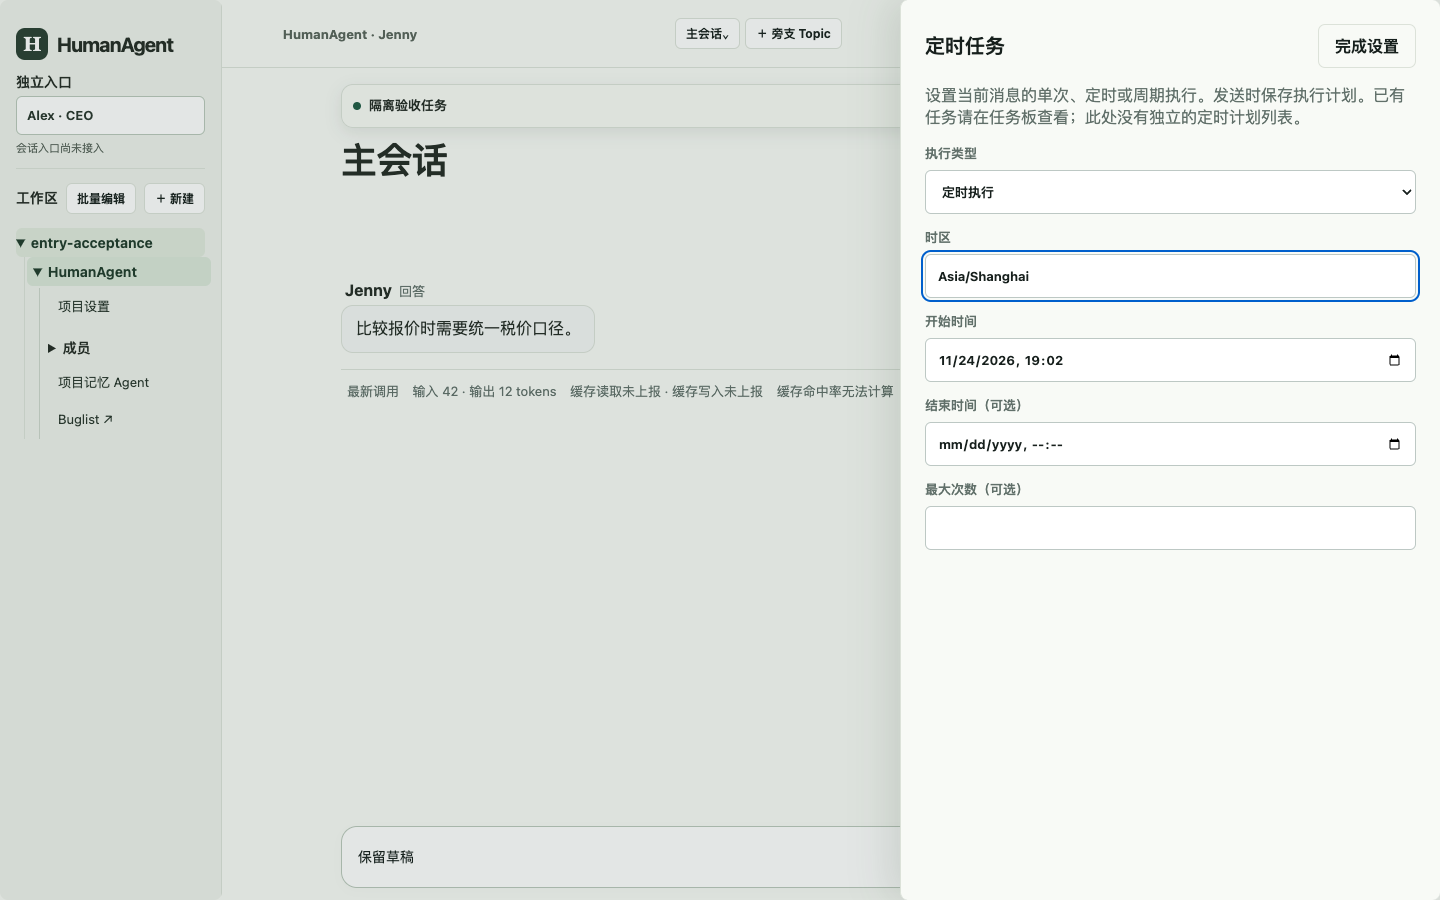 H HumanAgent
独立入口
Alex · CEO
会话入口尚未接入
工作区 批量编辑 + 新建
▼ entry-acceptance
▼ HumanAgent
项目设置
▶ 成员
项目记忆 Agent
Buglist ↗
HumanAgent · Jenny
主会话⌄ + 旁支 Topic
隔离验收任务
主会话
Jenny 回答
比较报价时需要统一税价口径。
最新调用 输入 42 · 输出 12 tokens 缓存读取未上报 · 缓存写入未上报 缓存命中率无法计算
保留草稿
定时任务 完成设置
设置当前消息的单次、定时或周期执行。发送时保存执行计划。已有
任务请在任务板查看；此处没有独立的定时计划列表。
执行类型
定时执行
时区
Asia/Shanghai
开始时间
11/24/2026, 19:02
结束时间（可选）
mm/dd/yyyy, --:--
最大次数（可选）